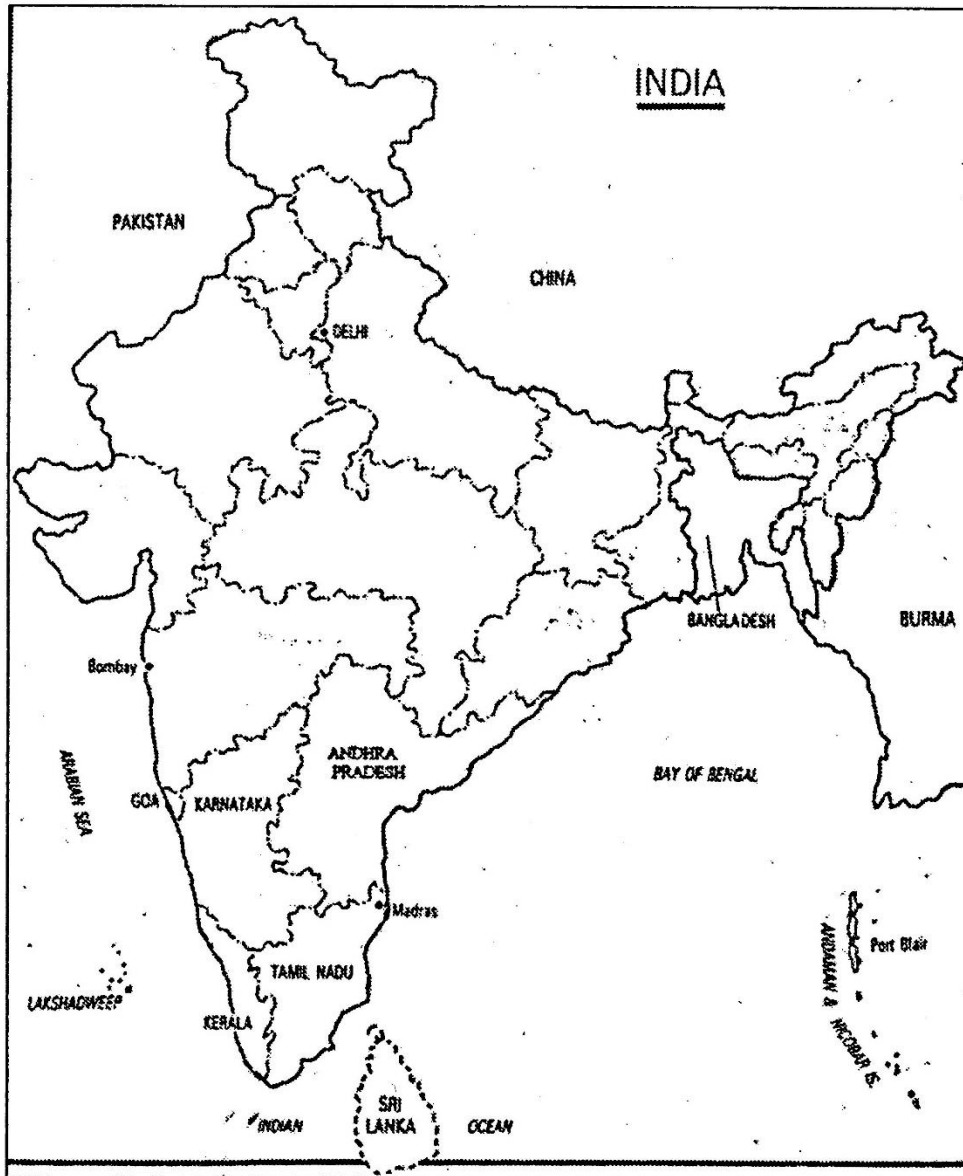 INDIA
PAKISTAN
CHINA
DELHI
BANGLADESH
BURMA
Bombay
ANDHRA
PRADESH
BAY OF BENGAL
ARABIAN SEA
GOA
KARNATAKA
Madras
Port Blair
ANDAMAN &
NICOBAR IS.
TAMIL NADU
LAKSHADWEEP
KERALA
SRI
LANKA
INDIAN
OCEAN